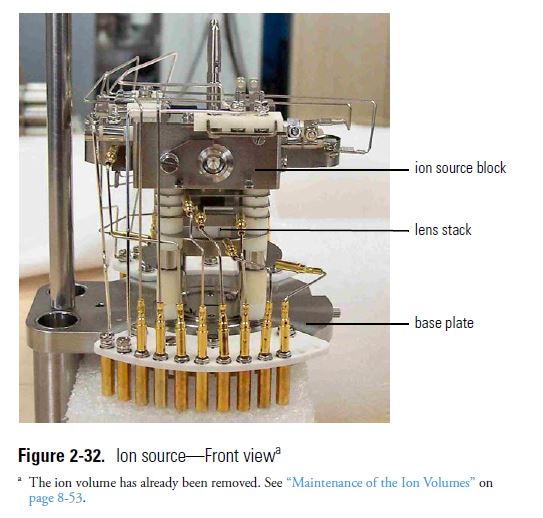 ion source block
lens stack
base plate
Figure 2-32. Ion source—Front viewa
a The ion volume has already been removed. See “Maintenance of the Ion Volumes” on
page 8-53.